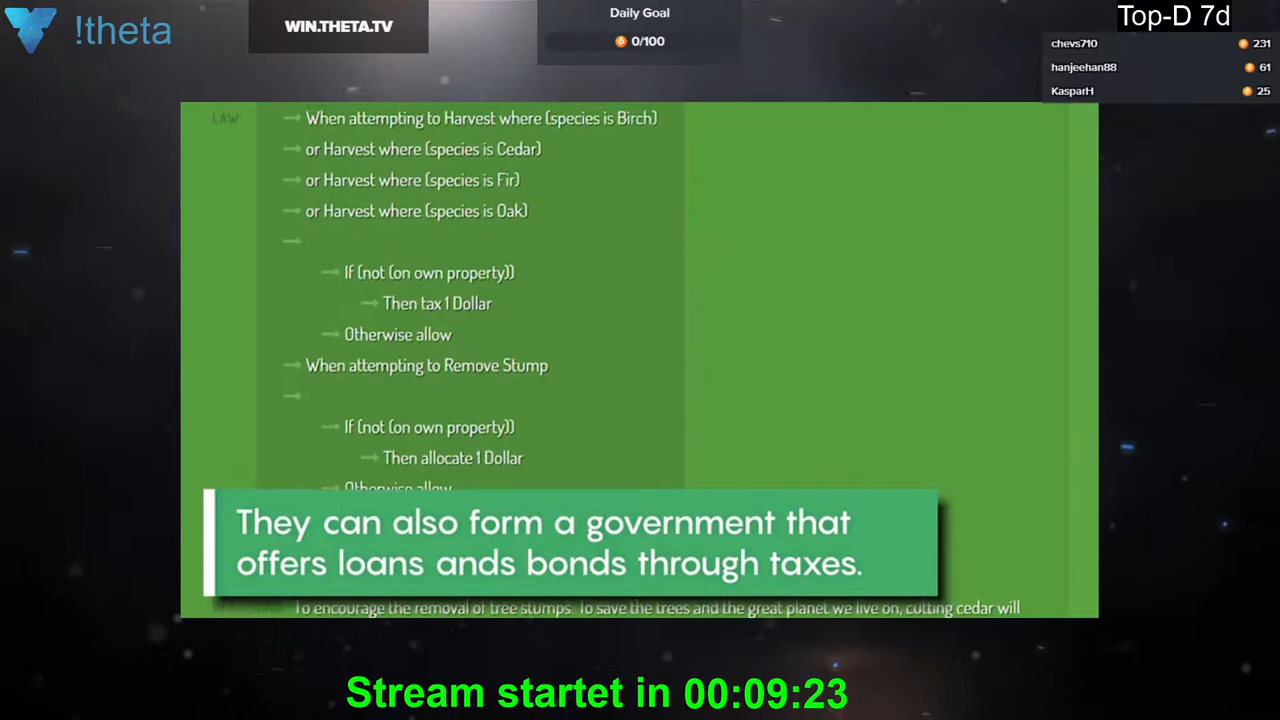 !theta
WIN.THETA.TV
Daily Goal
0/100
Top-D 7d
chevs710 231
hanjeehan88 61
KasparH 25
LAW
When attempting to Harvest where (species is Birch)
or Harvest where (species is Cedar)
or Harvest where (species is Fir)
or Harvest where (species is Oak)
If (not (on own property))
Then tax 1 Dollar
Otherwise allow
When attempting to Remove Stump
If (not (on own property))
Then allocate 1 Dollar
Otherwise allow
They can also form a government that
offers loans ands bonds through taxes.
To encourage the removal of tree stumps. To save the trees and the great planet we live on, cutting cedar will
Stream startet in 00:09:23